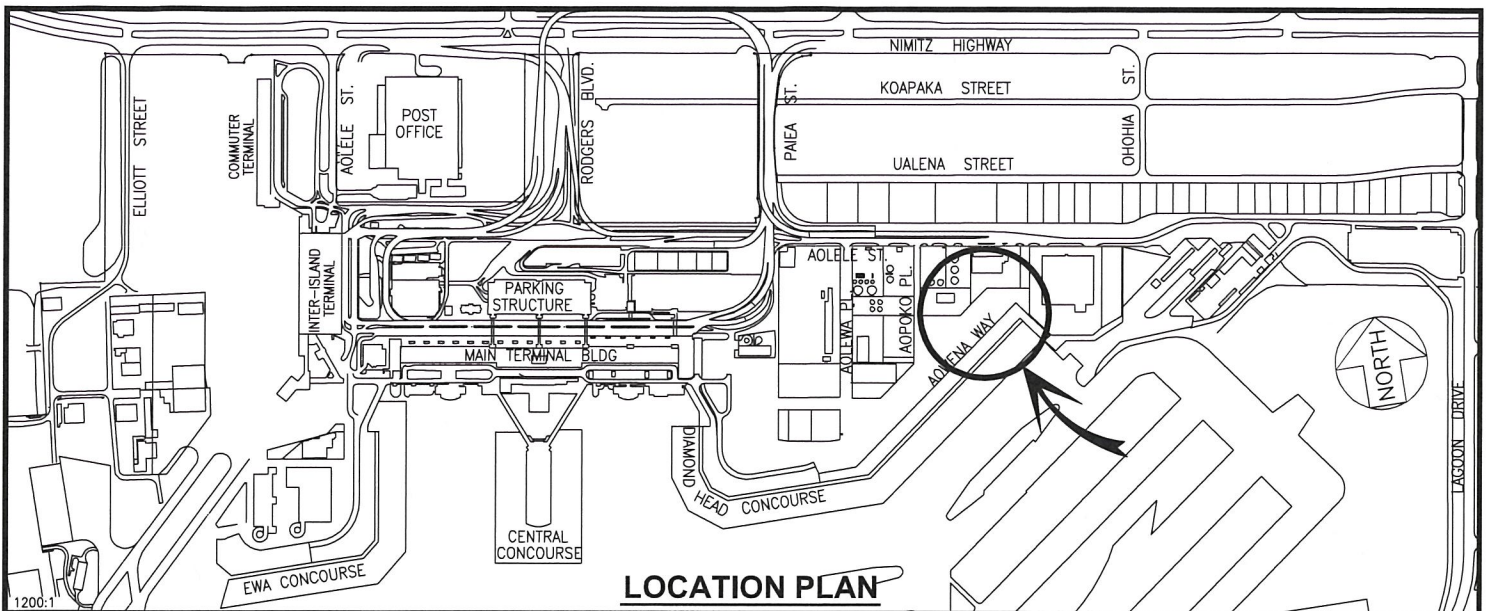 NIMITZ HIGHWAY
KOAPAKA STREET
UALENA STREET
ELLIOTT STREET
COMMUTER
TERMINAL
AOLELE ST.
POST
OFFICE
RODGERS BLVD.
PAIEA ST.
OHOHIA ST.
INTER-ISLAND
TERMINAL
PARKING
STRUCTURE
MAIN TERMINAL BLDG
AOLELE ST.
AOLEWA PL.
AOPOKO PL.
AOWENA WAY
NORTH
LAGOON DRIVE
DIAMOND
HEAD CONCOURSE
CENTRAL
CONCOURSE
EWA CONCOURSE
LOCATION PLAN
1200:1